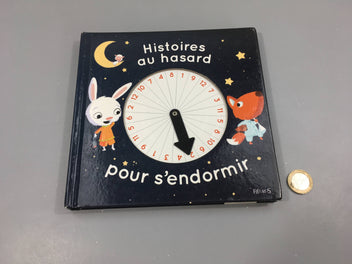 Histoires
au hasard
pour s'endormir